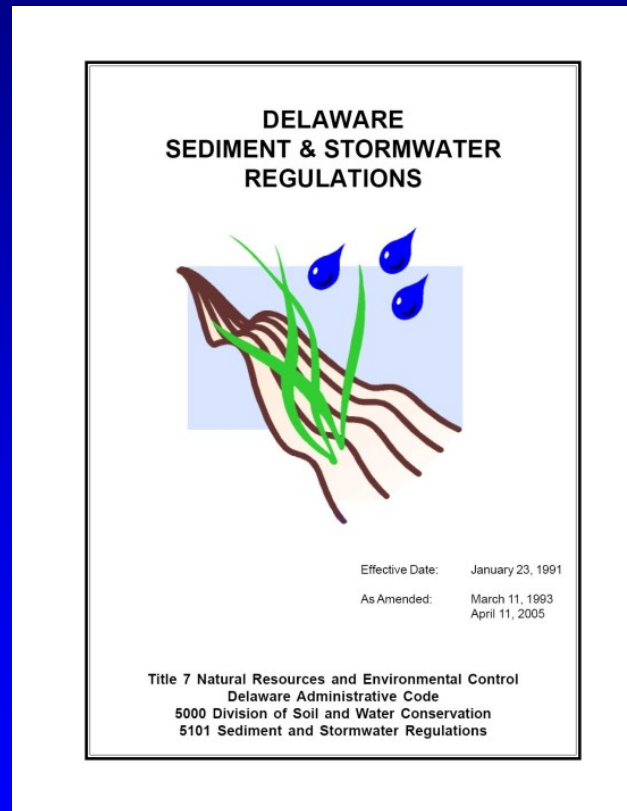 DELAWARE
SEDIMENT & STORMWATER
REGULATIONS
Effective Date: January 23, 1991
As Amended: March 11, 1993
April 11, 2005
Title 7 Natural Resources and Environmental Control
Delaware Administrative Code
5000 Division of Soil and Water Conservation
5101 Sediment and Stormwater Regulations